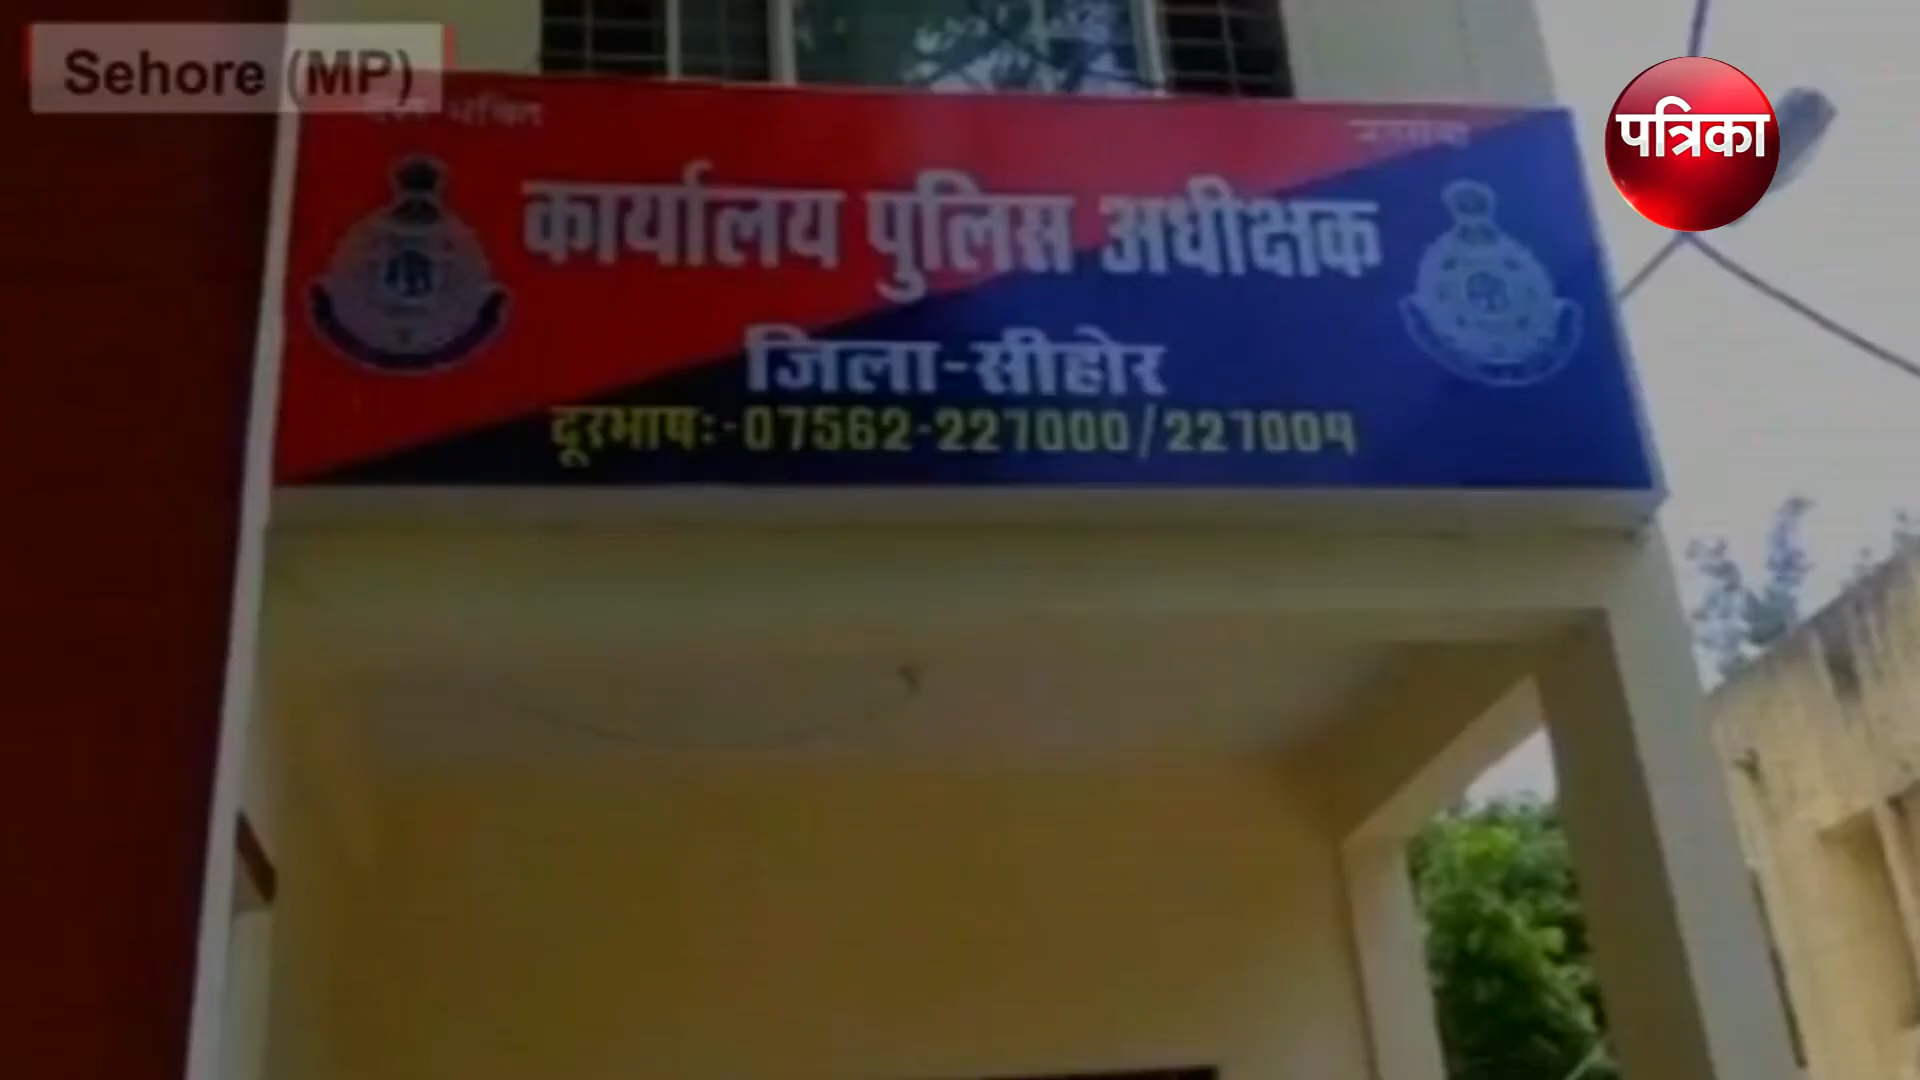 Sehore (MP)
पत्रिका
कार्यालय पुलिस अधीक्षक
जिला-सीहोर
दूरभाषः-07562-227000/227004